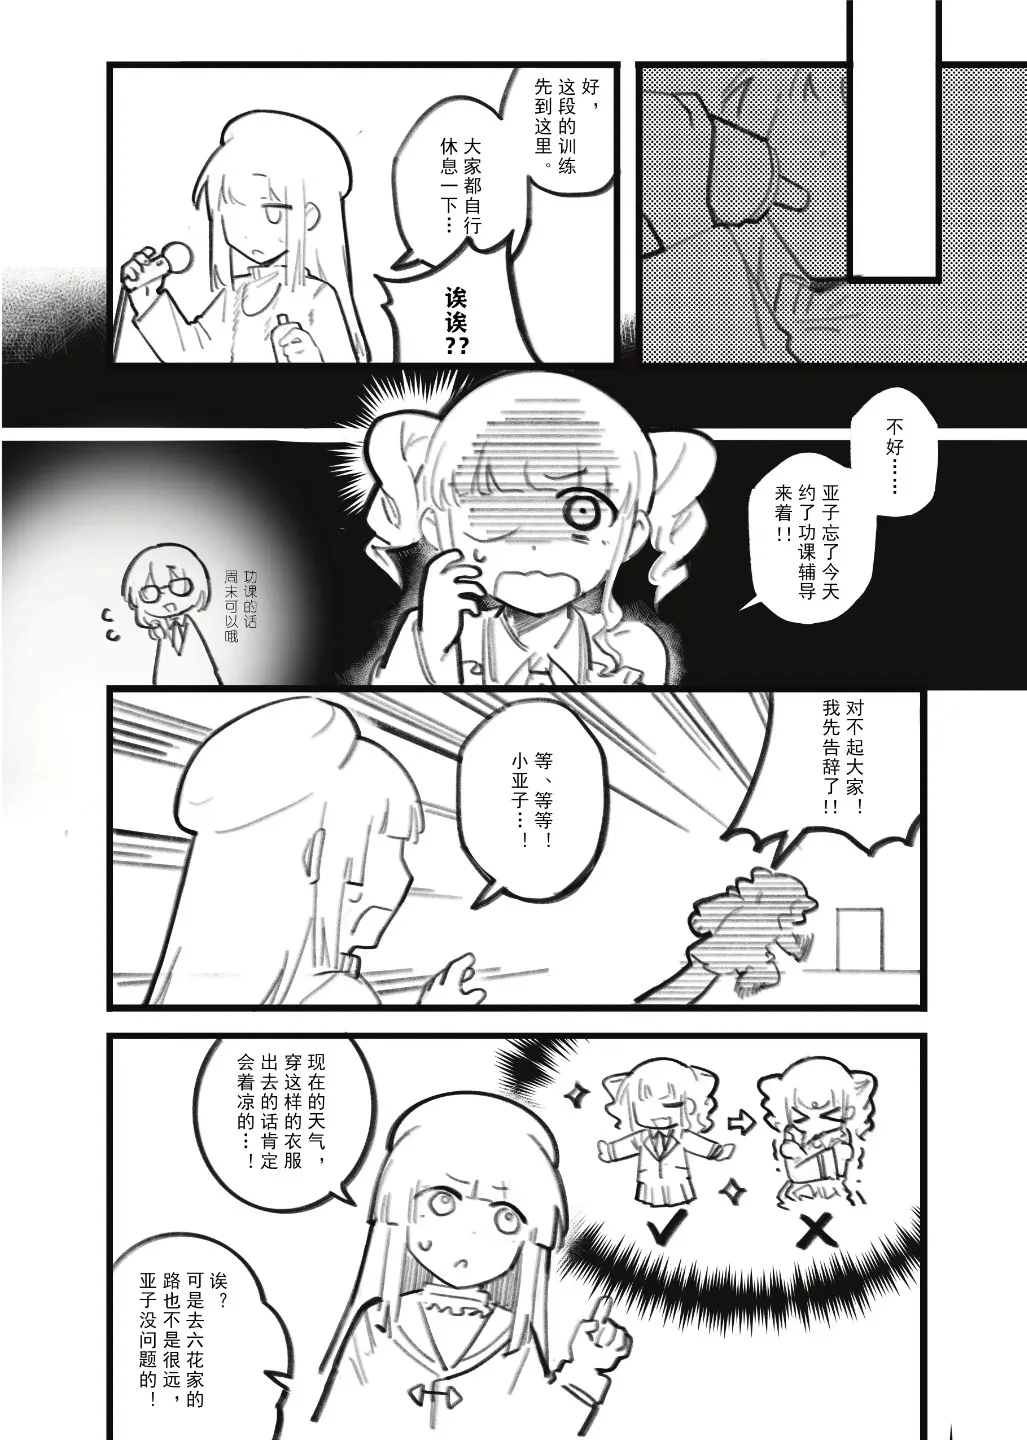 好，
这段的训练
先到这里。
大家都自行
休息一下…
诶诶??
不好……
亚子忘了今天
约了功课辅导
来着!!
功课的话
周末可以哦
对不起大家！
我先告辞了!!
等、等等！
小亚子…！
现在的天气，
穿这样的衣服
出去的话肯定
会着凉的…！
诶？
可是去六花家的
路也不是很远，
亚子没问题的！